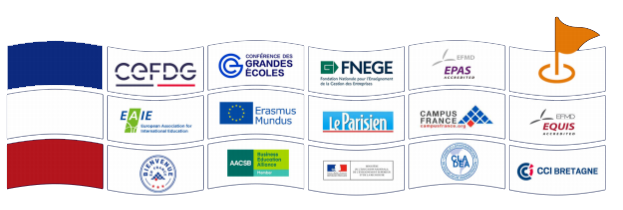 CEFDG
CONFÉRENCE DES
GRANDES
ÉCOLES
FNEGE
Fondation Nationale pour l'Enseignement
de la Gestion des Entreprises
EFMD
EPAS
ACCREDITED
EAIE
European Association for
International Education
Erasmus
Mundus
Le Parisien
CAMPUS
FRANCE
campusfrance.org
EFMD
EQUIS
ACCREDITED
BIENVENUE
EN FRANCE
AACSB
Business
Education
Alliance
Member
CCI BRETAGNE